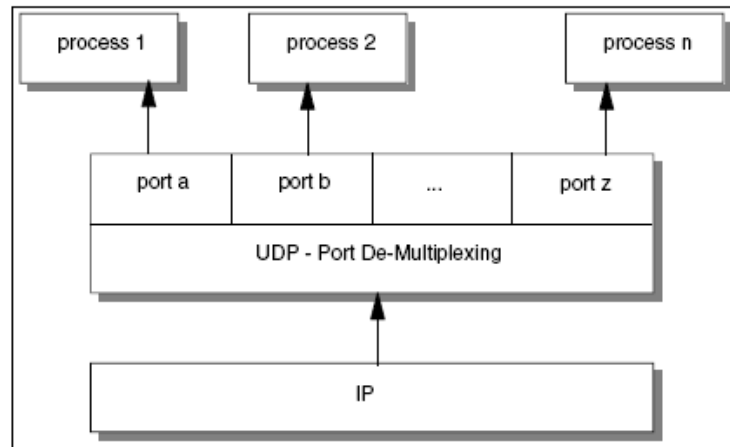 process 1
process 2
process n
port a
port b
...
port z
UDP - Port De-Multiplexing
IP